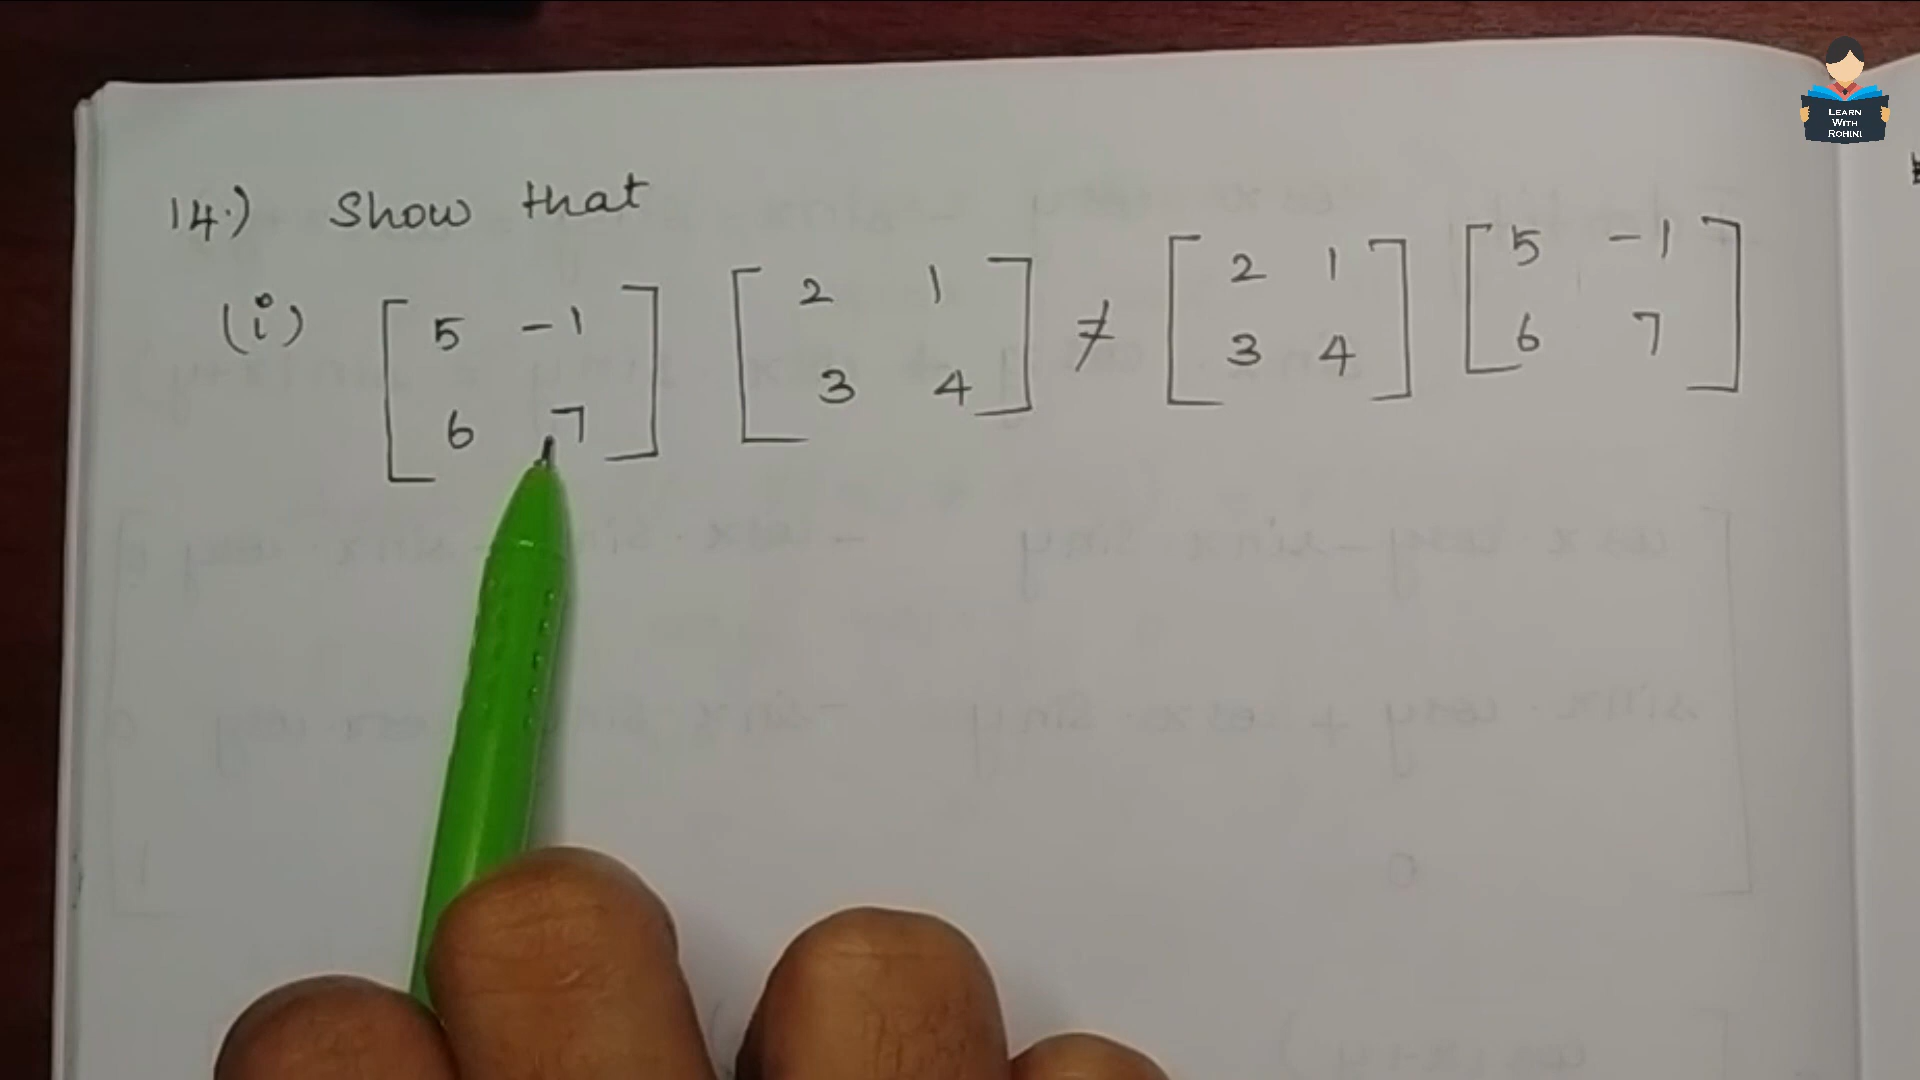 LEARN
WITH
ROHINI
14.) Show that
(i) [ 5 -1 ] [ 2 1 ] ≠ [ 2 1 ] [ 5 -1 ]
[ 6 7 ] [ 3 4 ] [ 3 4 ] [ 6 7 ]